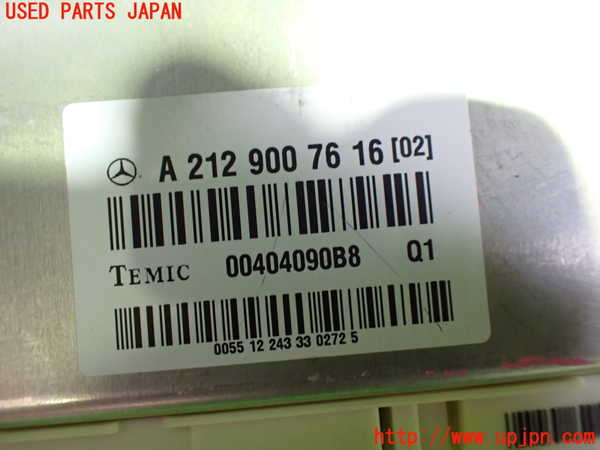 USED PARTS JAPAN
A 212 900 76 16 [02]
TEMIC 00404090B8 Q1
0055 12 243 33 0272 5
http://www.upjpn.com/